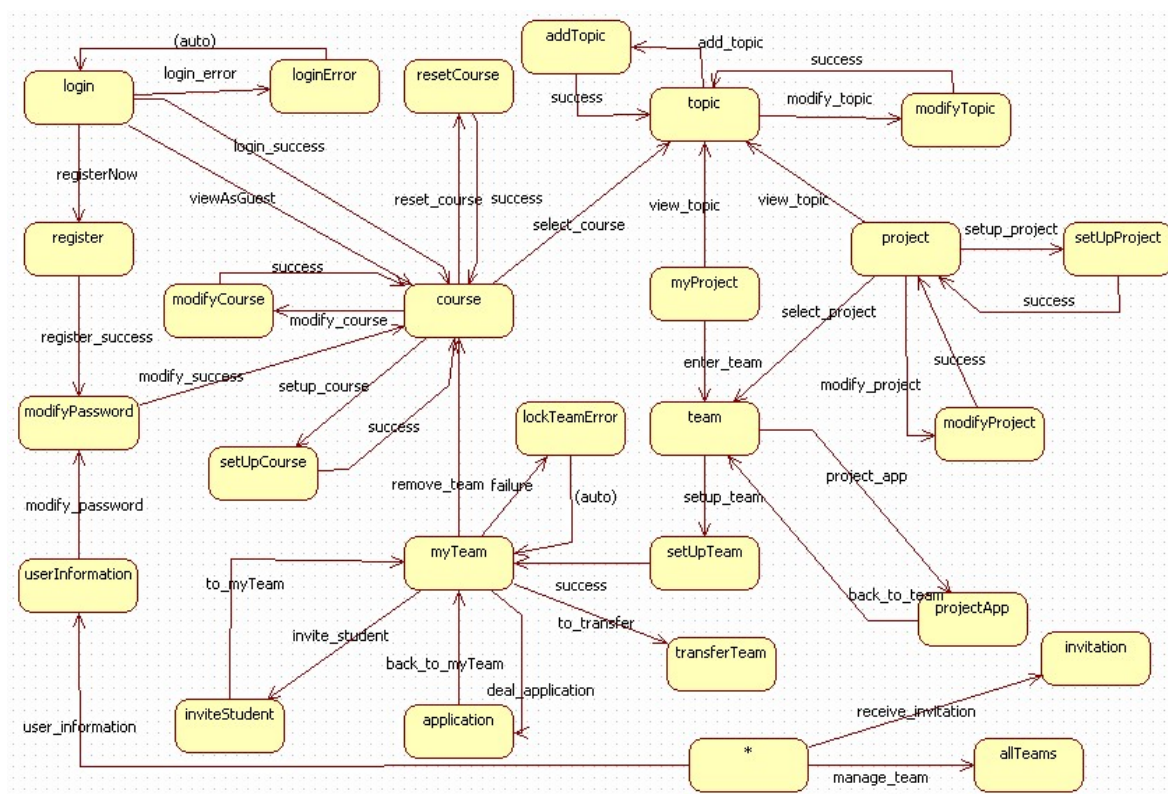 (auto)
addTopic
add_topic
login
login_error
loginError
resetCourse
success
success
topic
modify_topic
modifyTopic
login_success
registerNow
viewAsGuest
reset_course
success
select_course
view_topic
view_topic
register
project
setup_project
setUpProject
success
modifyCourse
course
myProject
success
modify_course
select_project
register_success
enter_team
success
modify_success
setup_course
modify_project
modifyPassword
lockTeamError
team
modifyProject
success
setUpCourse
project_app
remove_team
failure
(auto)
setup_team
modify_password
myTeam
setUpTeam
userInformation
to_myTeam
success
back_to_team
projectApp
to_transfer
invite_student
transferTeam
invitation
back_to_myTeam
deal_application
inviteStudent
application
receive_invitation
user_information
*
allTeams
manage_team